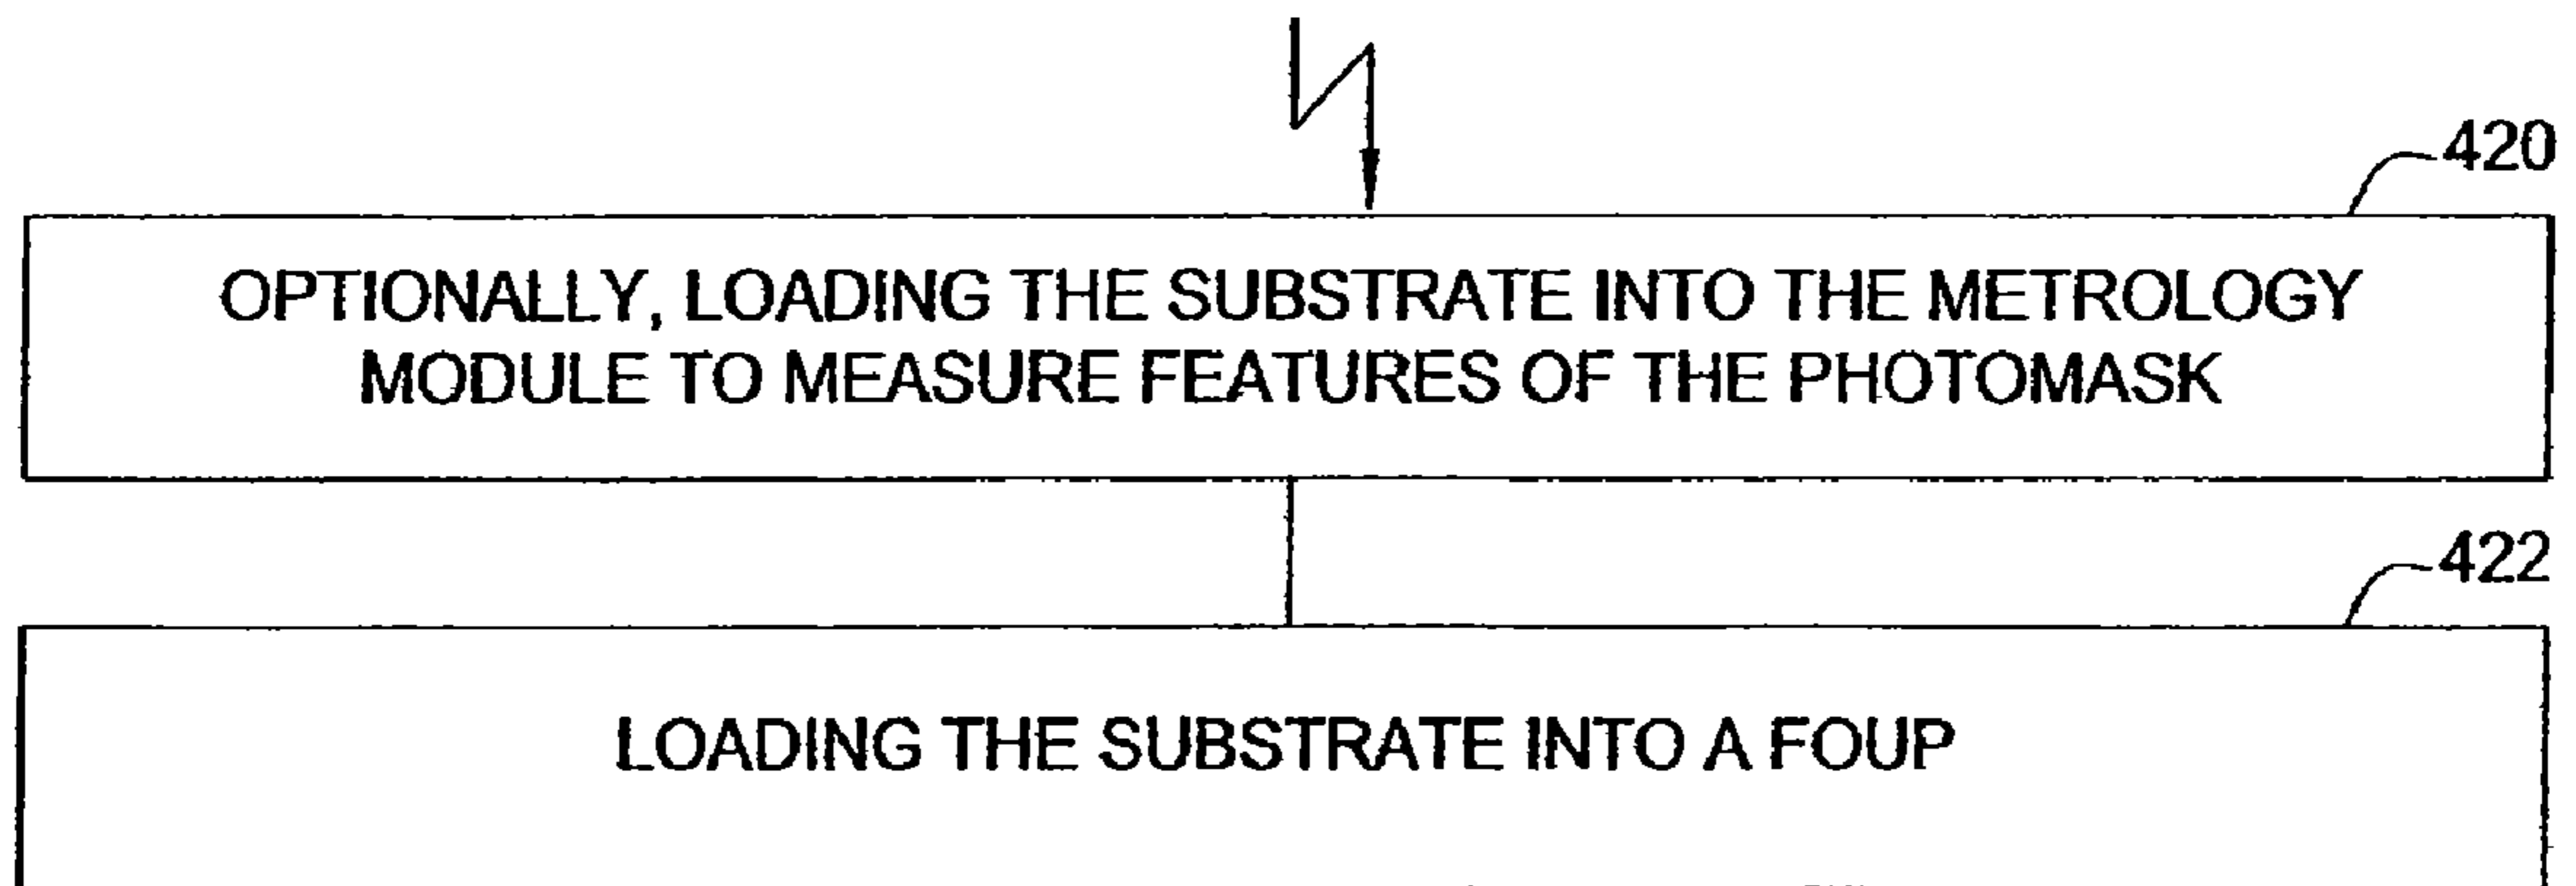 420
OPTIONALLY, LOADING THE SUBSTRATE INTO THE METROLOGY
MODULE TO MEASURE FEATURES OF THE PHOTOMASK
422
LOADING THE SUBSTRATE INTO A FOUP